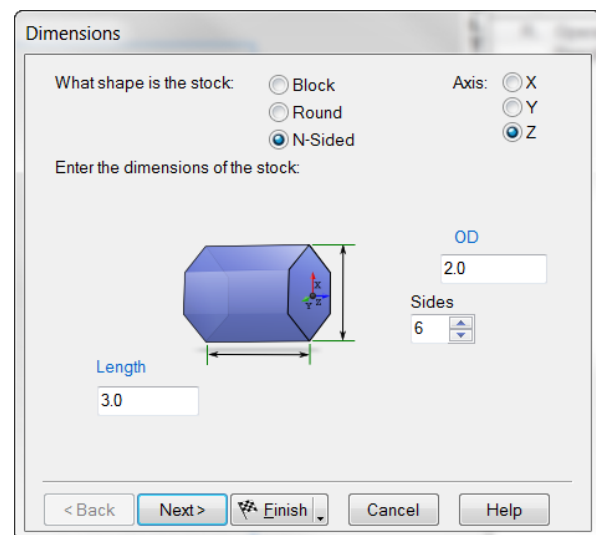 Dimensions
What shape is the stock: Block Axis: X
Round Y
N-Sided Z
Enter the dimensions of the stock:
OD
2.0
X
Y Z
Sides
6
Length
3.0
< Back Next > Finish Cancel Help